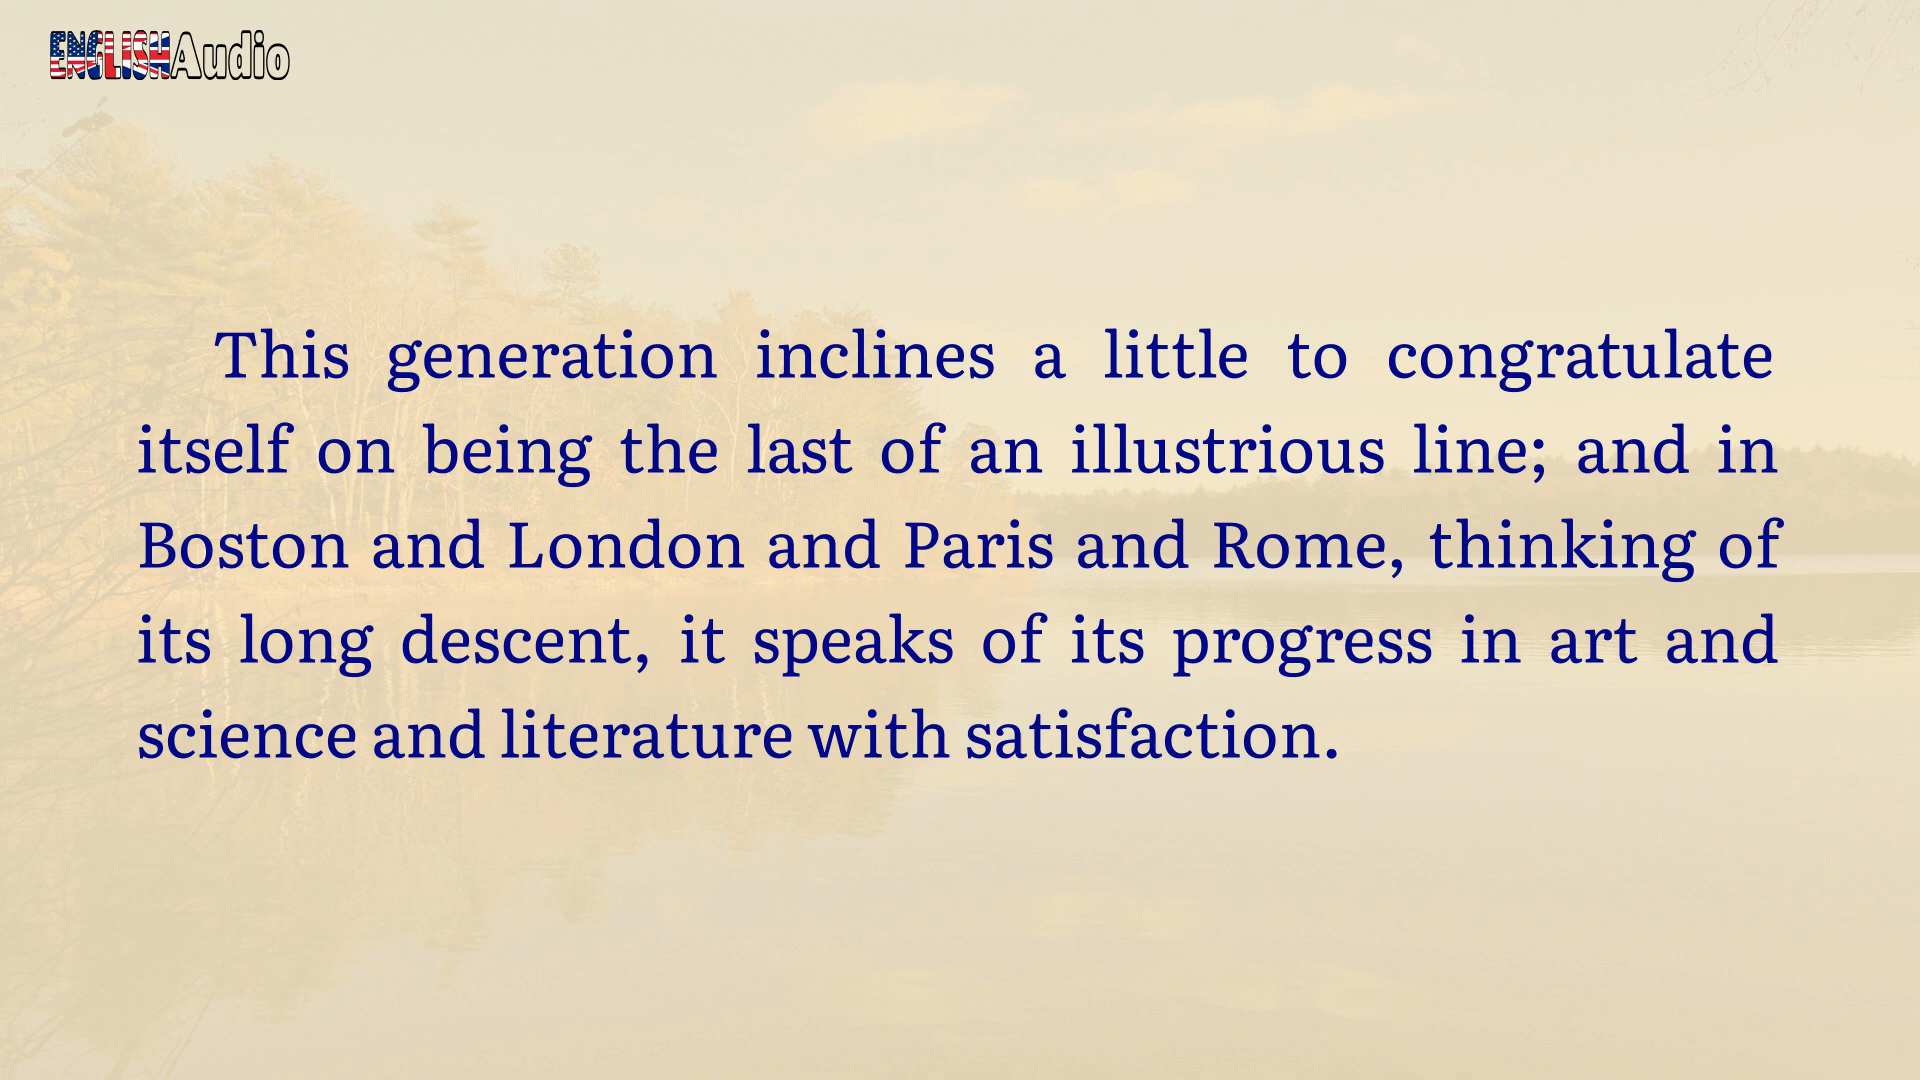 ENGLISHAudio
This generation inclines a little to congratulate
itself on being the last of an illustrious line; and in
Boston and London and Paris and Rome, thinking of
its long descent, it speaks of its progress in art and
science and literature with satisfaction.